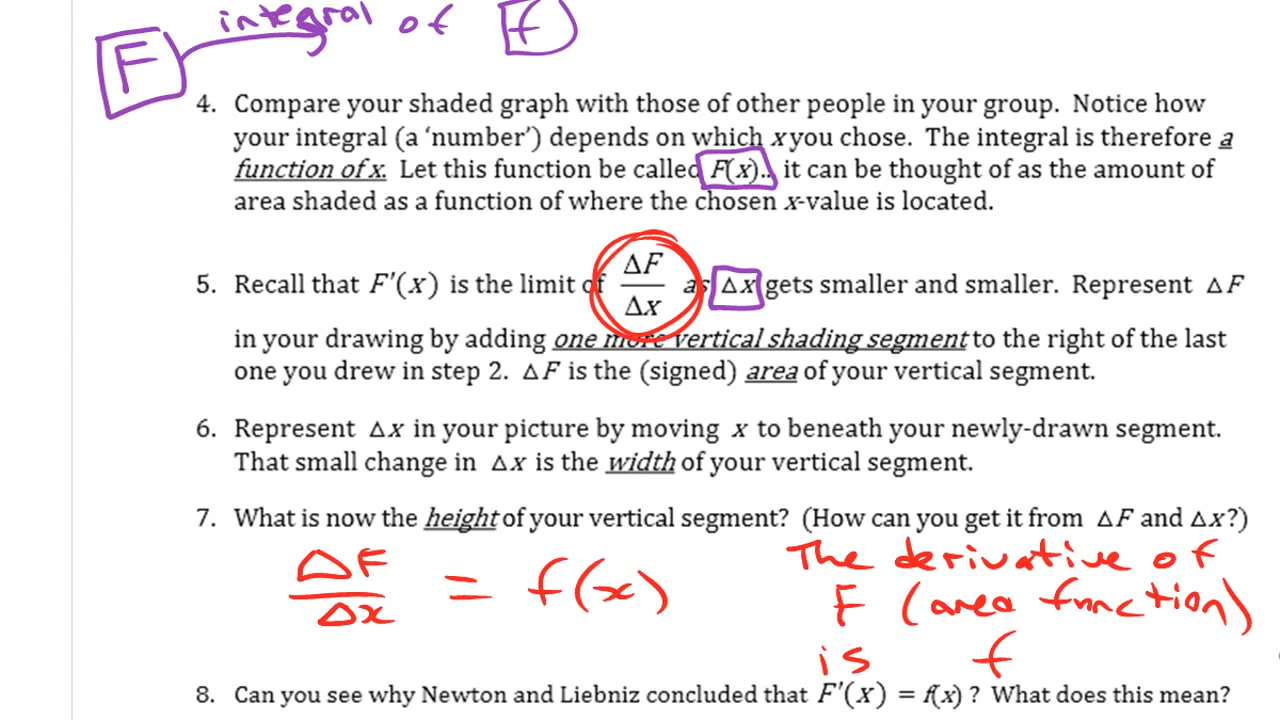 integral of f
F
4. Compare your shaded graph with those of other people in your group. Notice how
your integral (a ‘number’) depends on which x you chose. The integral is therefore a
function of x. Let this function be called F(x).. it can be thought of as the amount of
area shaded as a function of where the chosen x-value is located.
5. Recall that F'(x) is the limit of ΔF/Δx as Δx gets smaller and smaller. Represent ΔF
in your drawing by adding one more vertical shading segment to the right of the last
one you drew in step 2. ΔF is the (signed) area of your vertical segment.
6. Represent Δx in your picture by moving x to beneath your newly-drawn segment.
That small change in Δx is the width of your vertical segment.
7. What is now the height of your vertical segment? (How can you get it from ΔF and Δx?)
ΔF/Δx = f(x)
The derivative of
F (area function)
is f
8. Can you see why Newton and Liebniz concluded that F'(x) = f(x) ? What does this mean?